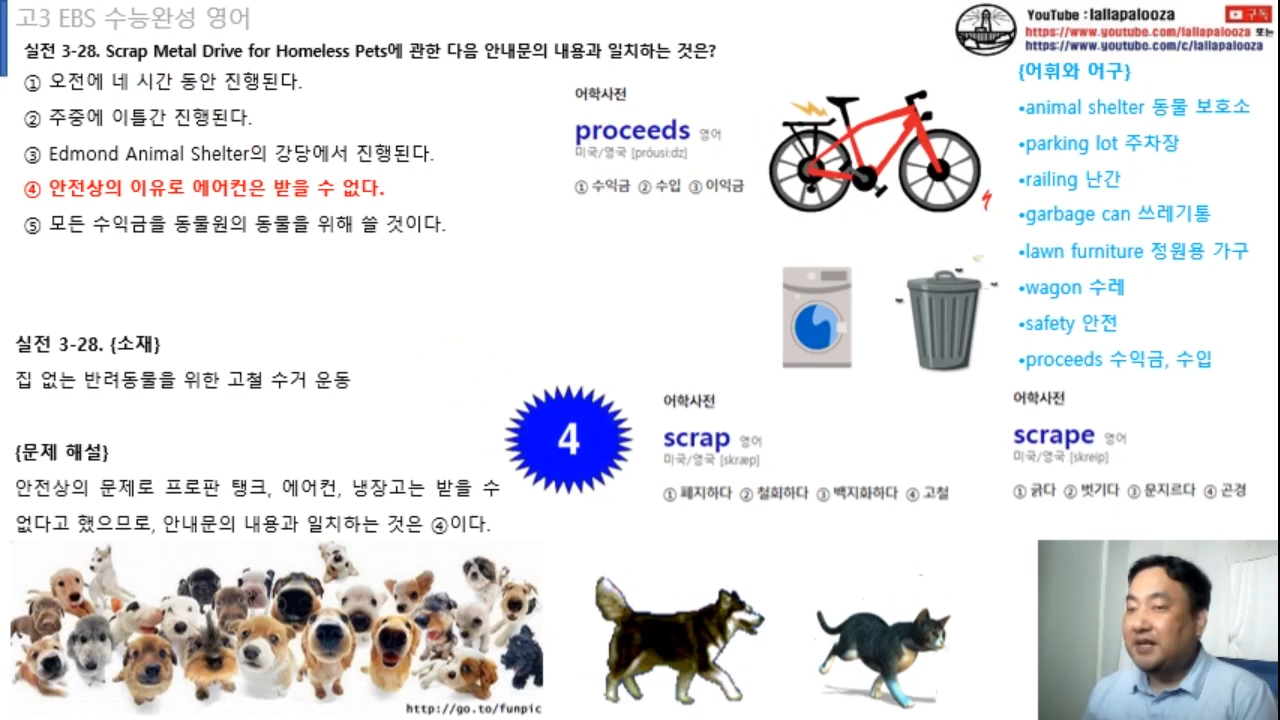 고3 EBS 수능완성 영어
실전 3-28. Scrap Metal Drive for Homeless Pets에 관한 다음 안내문의 내용과 일치하는 것은?
① 오전에 네 시간 동안 진행된다.
② 주중에 이틀간 진행된다.
③ Edmond Animal Shelter의 강당에서 진행된다.
④ 안전상의 이유로 에어컨은 받을 수 없다.
⑤ 모든 수익금을 동물원의 동물을 위해 쓸 것이다.
실전 3-28. {소재}
집 없는 반려동물을 위한 고철 수거 운동
{문제 해설}
안전상의 문제로 프로판 탱크, 에어컨, 냉장고는 받을 수
없다고 했으므로, 안내문의 내용과 일치하는 것은 ④이다.
http://go.to/funpic
어학사전
proceeds 영어
미국/영국 [próusi:dz]
① 수익금 ② 수입 ③ 이익금
4
어학사전
scrap 영어
미국/영국 [skræp]
① 폐지하다 ② 철회하다 ③ 백지화하다 ④ 고철
YouTube : lallapalooza
구독
https://www.youtube.com/lallapalooza 또는
https://www.youtube.com/c/lallapalooza
{어휘와 어구}
•animal shelter 동물 보호소
•parking lot 주차장
•railing 난간
•garbage can 쓰레기통
•lawn furniture 정원용 가구
•wagon 수레
•safety 안전
•proceeds 수익금, 수입
어학사전
scrape 영어
미국/영국 [skreip]
① 긁다 ② 벗기다 ③ 문지르다 ④ 곤경